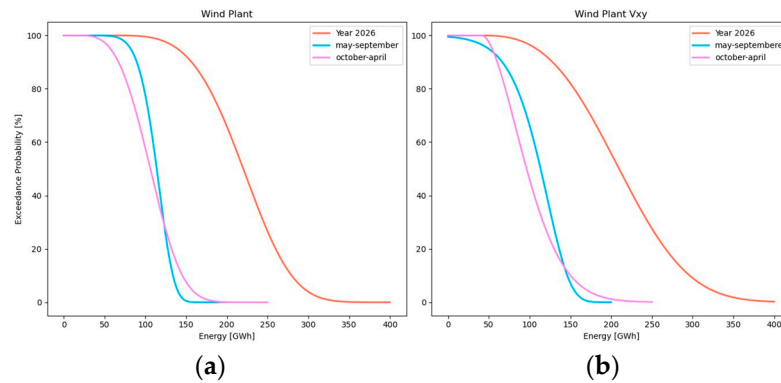 Wind Plant
Exceedance Probability [%]
100
80
60
40
20
0
Year 2026
may-september
october-april
0 50 100 150 200 250 300 350 400
Energy [GWh]
(a)
Wind Plant Vxy
100
80
60
40
20
0
Year 2026
may-septembere
october-april
0 50 100 150 200 250 300 350 400
Energy [GWh]
(b)